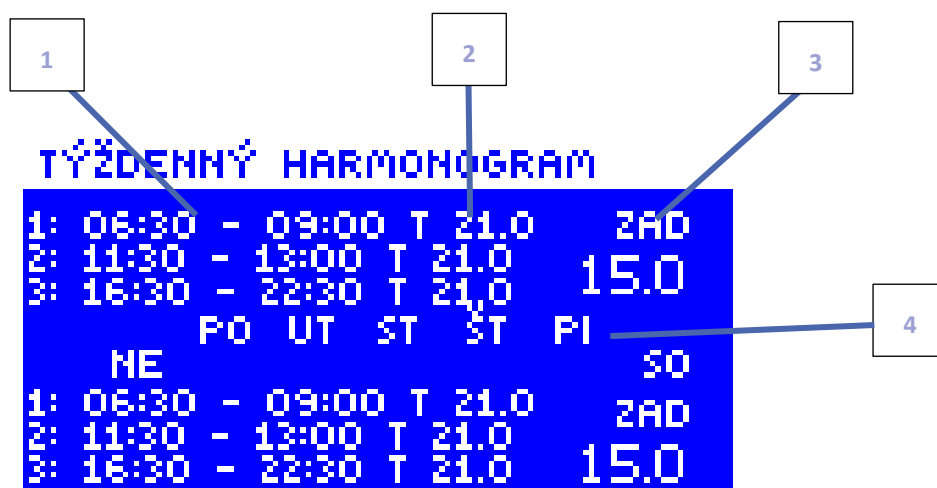 1
2
3
TÝŽDENNÝ HARMONOGRAM
1: 06:30 - 09:00 T 21.0 ZAD
2: 11:30 - 13:00 T 21.0 15.0
3: 16:30 - 22:30 T 21.0
PO UT ST ŠT PI
4
NE SO
1: 06:30 - 09:00 T 21.0 ZAD
2: 11:30 - 13:00 T 21.0
3: 16:30 - 22:30 T 21.0 15.0